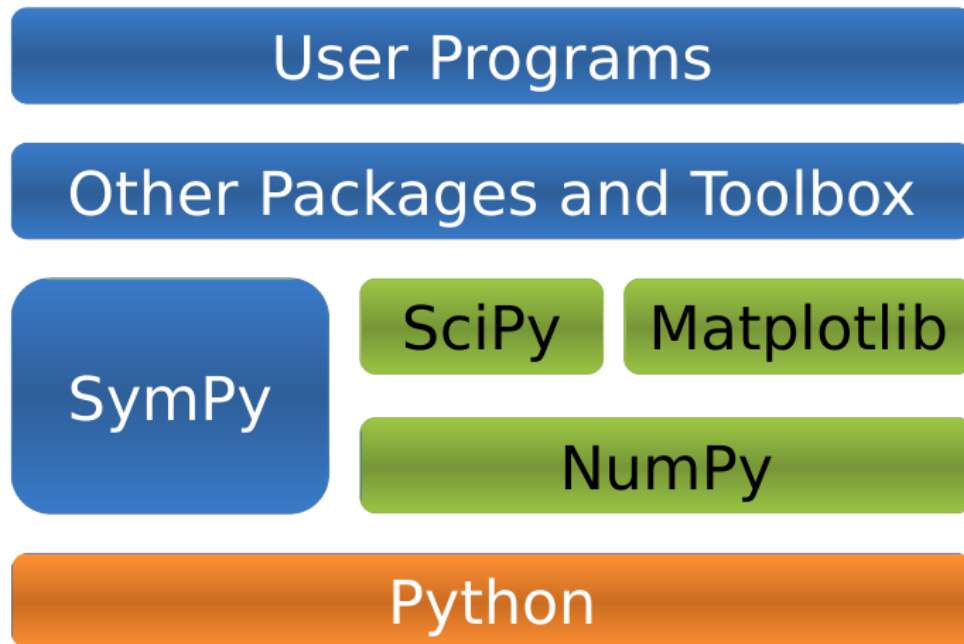 User Programs
Other Packages and Toolbox
SymPy
SciPy
Matplotlib
NumPy
Python